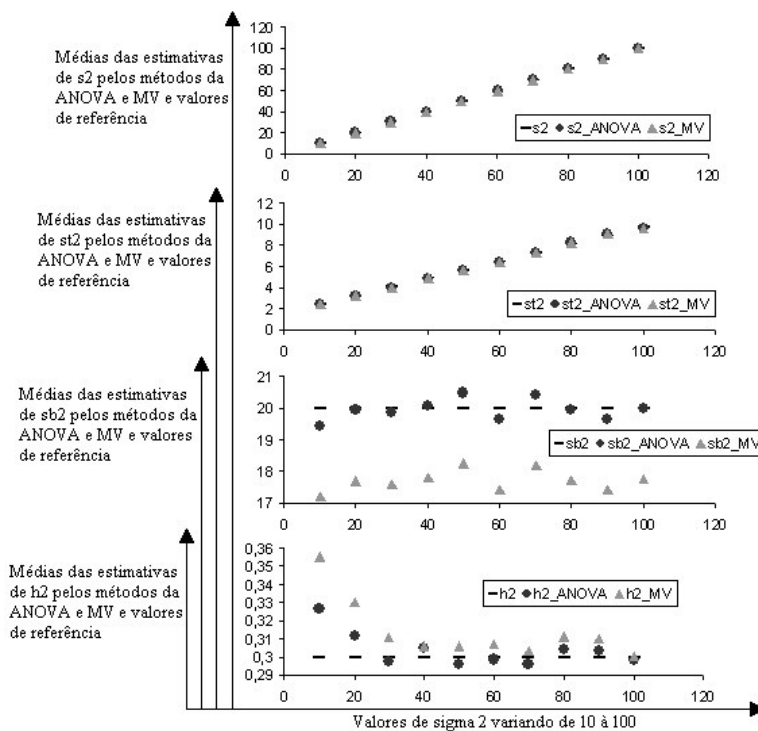 Médias das estimativas
de s2 pelos métodos da
ANOVA e MV e valores
de referência
120
100
80
60
40
20
0
s2 s2_ANOVA s2_MV
0 20 40 60 80 100 120
Médias das estimativas
de st2 pelos métodos da
ANOVA e MV e valores
de referência
12
10
8
6
4
2
0
st2 st2_ANOVA st2_MV
0 20 40 60 80 100 120
Médias das estimativas
de sb2 pelos métodos da
ANOVA e MV e valores
de referência
21
20
19
18
17
sb2 sb2_ANOVA sb2_MV
0 20 40 60 80 100 120
Médias das estimativas
de h2 pelos métodos da
ANOVA e MV e valores
de referência
0,36
0,35
0,34
0,33
0,32
0,31
0,3
0,29
h2 h2_ANOVA h2_MV
0 20 40 60 80 100 120
Valores de sigma 2 variando de 10 à 100